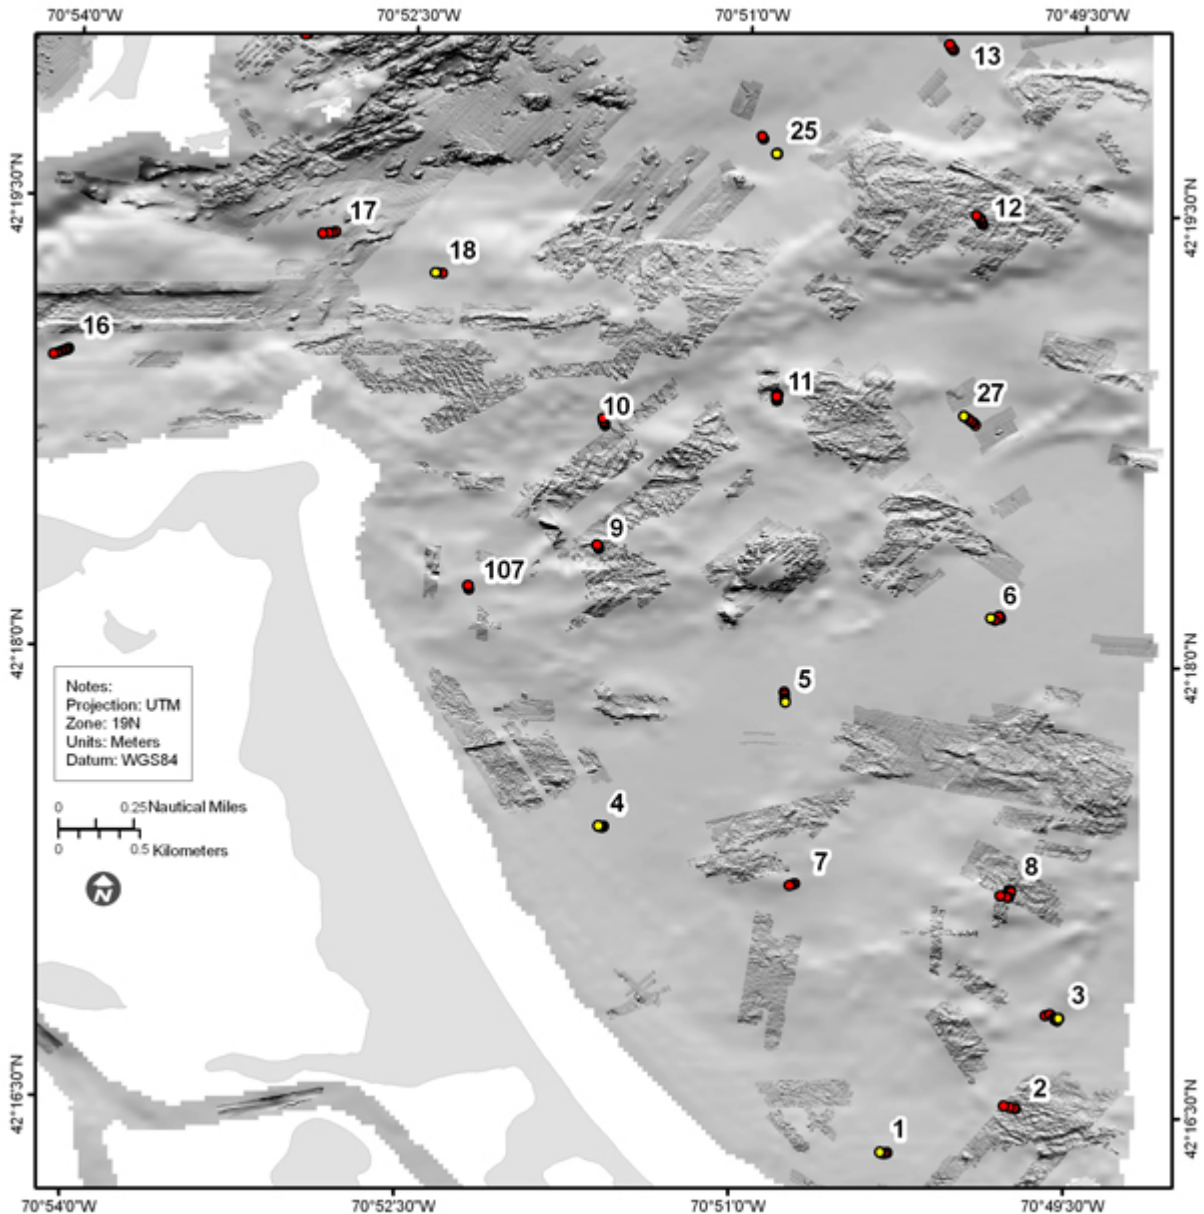 70°54'0"W 70°52'30"W 70°51'0"W 70°49'30"W
13
25
42°19'30"N
12
42°19'30"N
17
18
16
11
10
27
9
107
6
42°18'0"N
42°18'0"N
5
Notes:
Projection: UTM
Zone: 19N
Units: Meters
Datum: WGS84
0 0.25 Nautical Miles
0 0.5 Kilometers
4
N
7
8
3
42°16'30"N
2
42°16'30"N
1
70°54'0"W 70°52'30"W 70°51'0"W 70°49'30"W